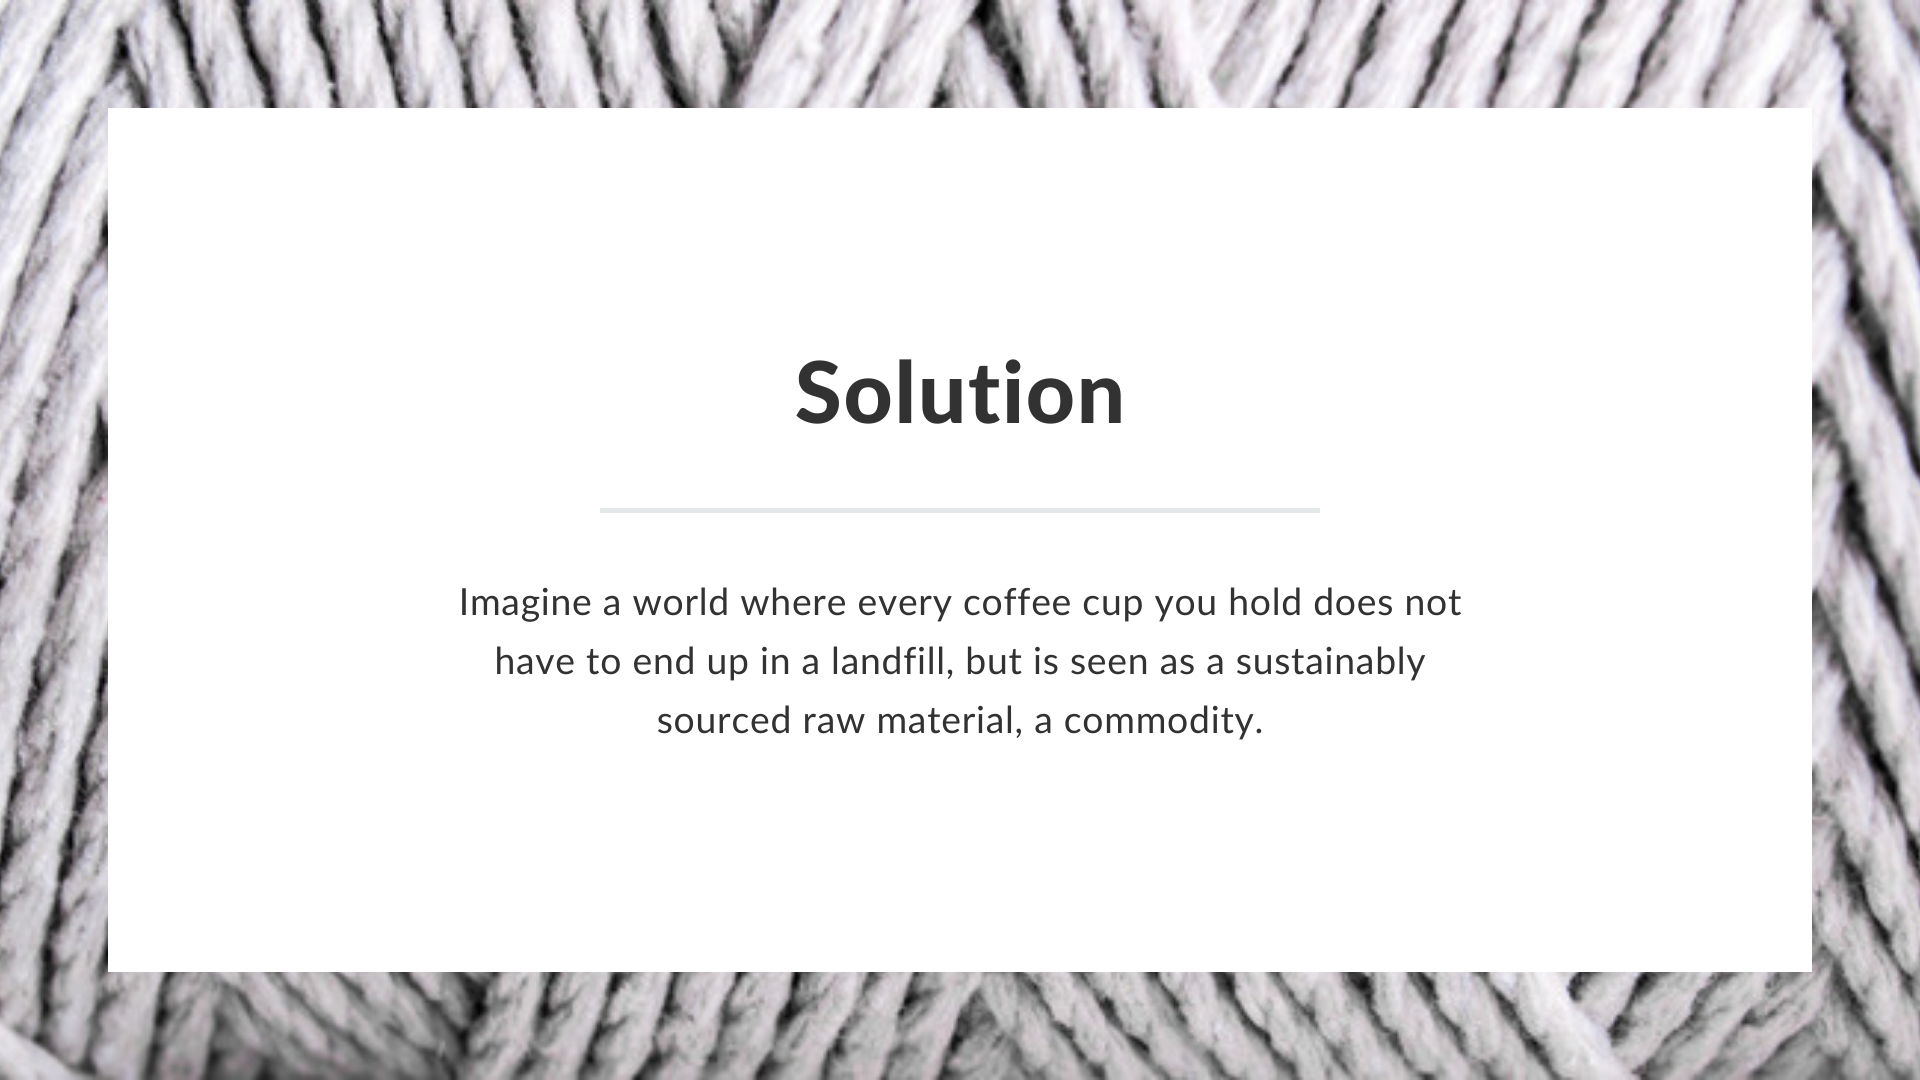 Solution
Imagine a world where every coffee cup you hold does not
have to end up in a landfill, but is seen as a sustainably
sourced raw material, a commodity.